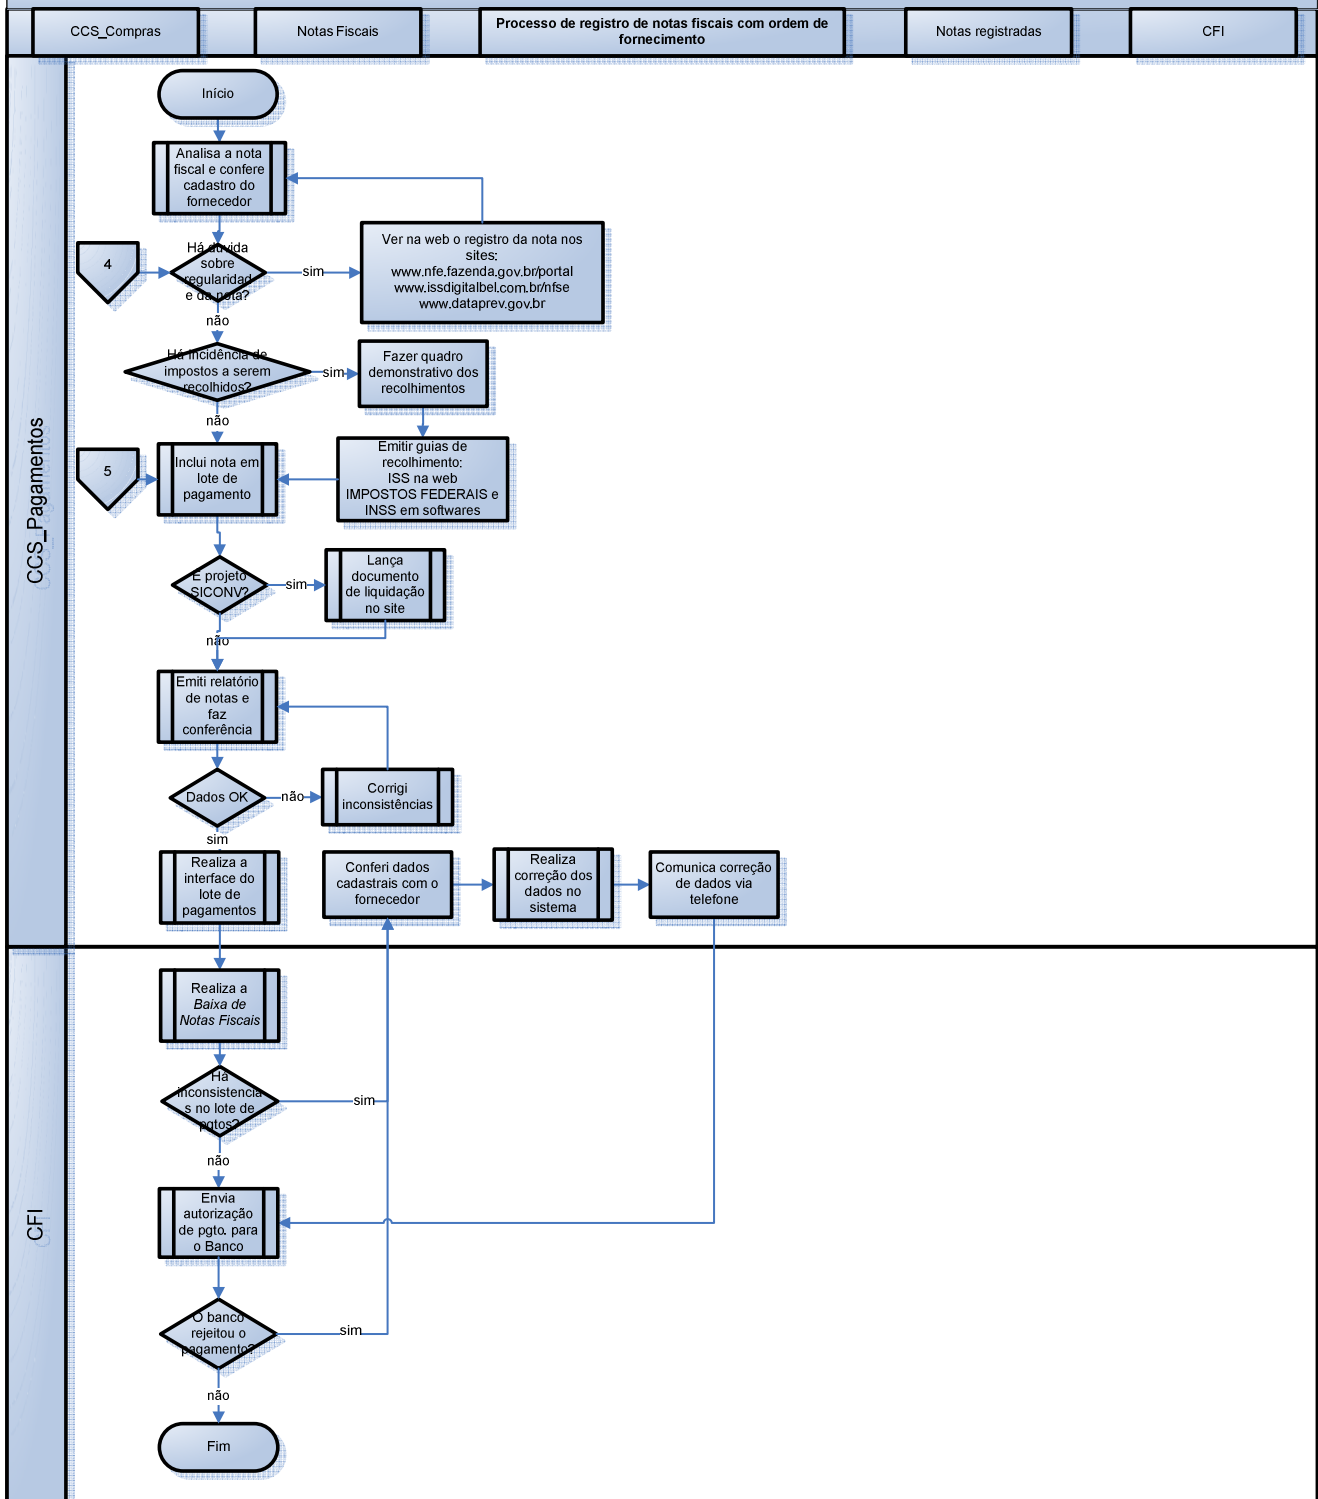 CCS_Compras
Notas Fiscais
Processo de registro de notas fiscais com ordem de
fornecimento
Notas registradas
CFI
CCS_Pagamentos
Início
Analisa a nota
fiscal e confere
cadastro do
fornecedor
4
Há dúvida
sobre
regularidad
e da nota?
sim
Ver na web o registro da nota nos
sites:
www.nfe.fazenda.gov.br/portal
www.issdigitalbel.com.br/nfse
www.dataprev.gov.br
não
Há incidência de
impostos a serem
recolhidos?
sim
Fazer quadro
demonstrativo dos
recolhimentos
não
5
Inclui nota em
lote de
pagamento
Emitir guias de
recolhimento:
ISS na web
IMPOSTOS FEDERAIS e
INSS em softwares
É projeto
SICONV?
sim
Lança
documento
de liquidação
no site
não
Emiti relatório
de notas e
faz
conferência
Dados OK
não
Corrigi
inconsistências
sim
Realiza a
interface do
lote de
pagamentos
Conferi dados
cadastrais com o
fornecedor
Realiza
correção dos
dados no
sistema
Comunica correção
de dados via
telefone
CFI
Realiza a
Baixa de
Notas Fiscais
Há
inconsistencia
s no lote de
pgtos?
sim
não
Envia
autorização
de pgto. para
o Banco
O banco
rejeitou o
pagamento?
sim
não
Fim